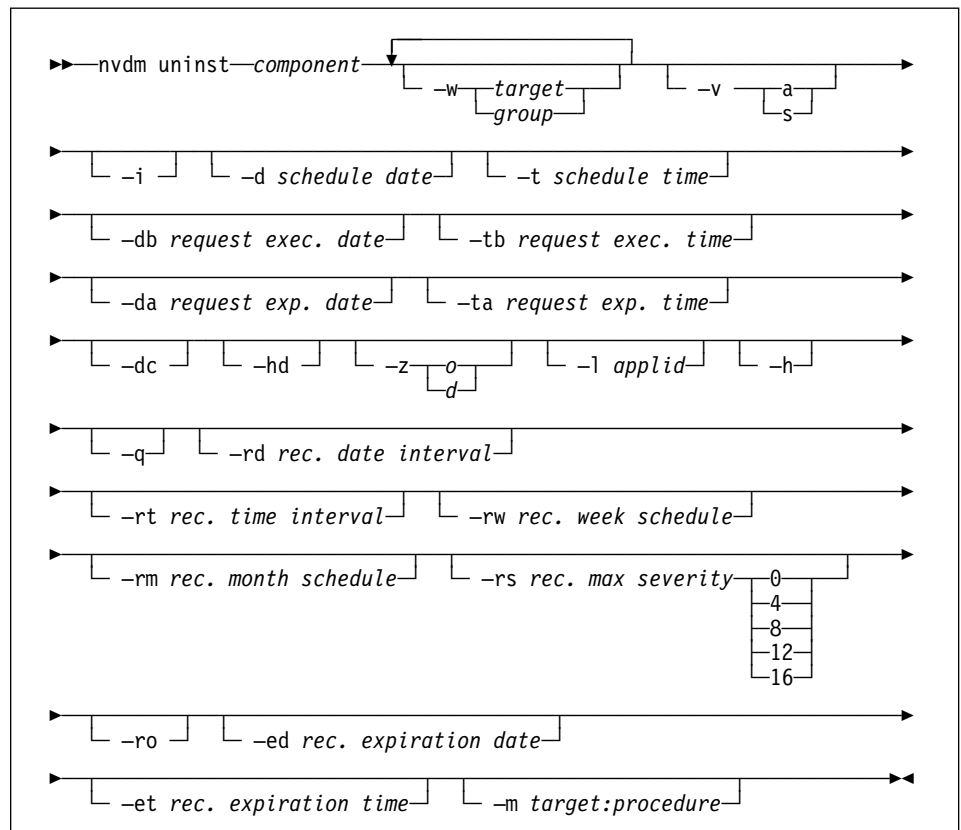 nvdm uninst component
–w target –v a
group s
–i –d schedule date –t schedule time
–db request exec. date –tb request exec. time
–da request exp. date –ta request exp. time
–dc –hd –z o –l applid –h
d
–q –rd rec. date interval
–rt rec. time interval –rw rec. week schedule
–rm rec. month schedule –rs rec. max severity 0
4
8
12
16
–ro –ed rec. expiration date
–et rec. expiration time –m target:procedure